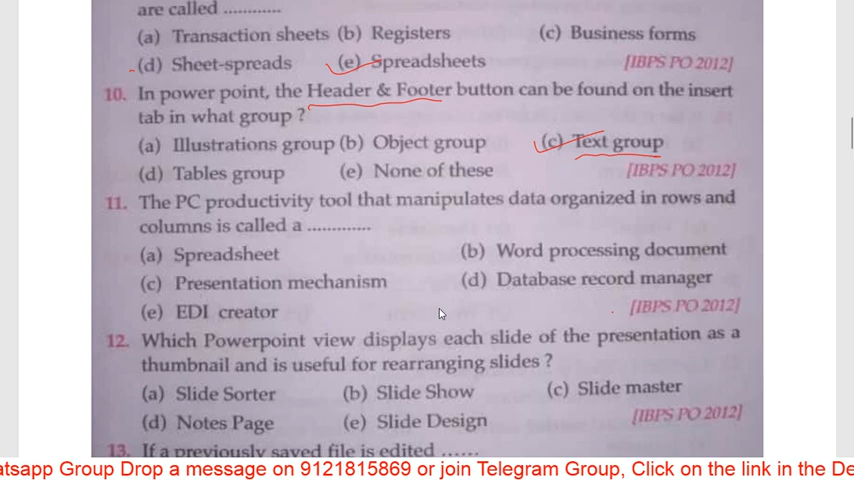 are called ............
(a) Transaction sheets (b) Registers (c) Business forms
(d) Sheet-spreads (e) Spreadsheets [IBPS PO 2012]
10. In power point, the Header & Footer button can be found on the insert
tab in what group ?
(a) Illustrations group (b) Object group (c) Text group
(d) Tables group (e) None of these [IBPS PO 2012]
11. The PC productivity tool that manipulates data organized in rows and
columns is called a .............
(a) Spreadsheet (b) Word processing document
(c) Presentation mechanism (d) Database record manager
(e) EDI creator [IBPS PO 2012]
12. Which Powerpoint view displays each slide of the presentation as a
thumbnail and is useful for rearranging slides ?
(a) Slide Sorter (b) Slide Show (c) Slide master
(d) Notes Page (e) Slide Design [IBPS PO 2012]
13. If a previously saved file is edited ......
atsapp Group Drop a message on 9121815869 or join Telegram Group, Click on the link in the De